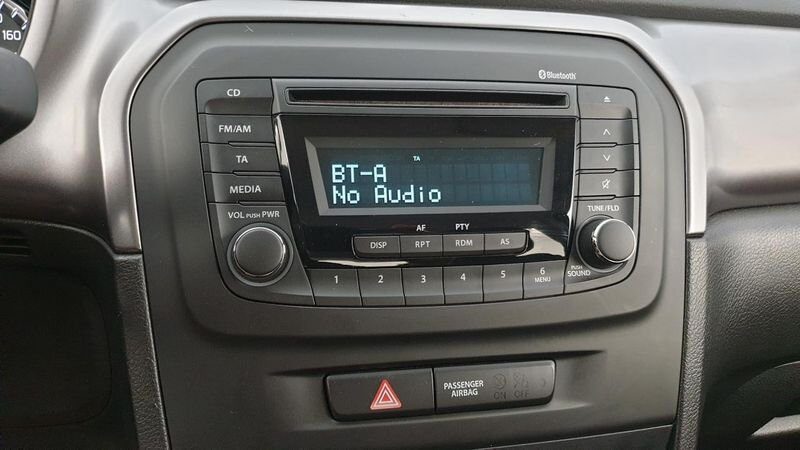 160
Bluetooth
CD
FM/AM
TA
MEDIA
VOL PUSH PWR
TA
BT-A
No Audio
TUNE/FLD
AF PTY
DISP RPT RDM AS
1 2 3 4 5 6
MENU
PUSH
SOUND
PASSENGER
AIRBAG
ON OFF